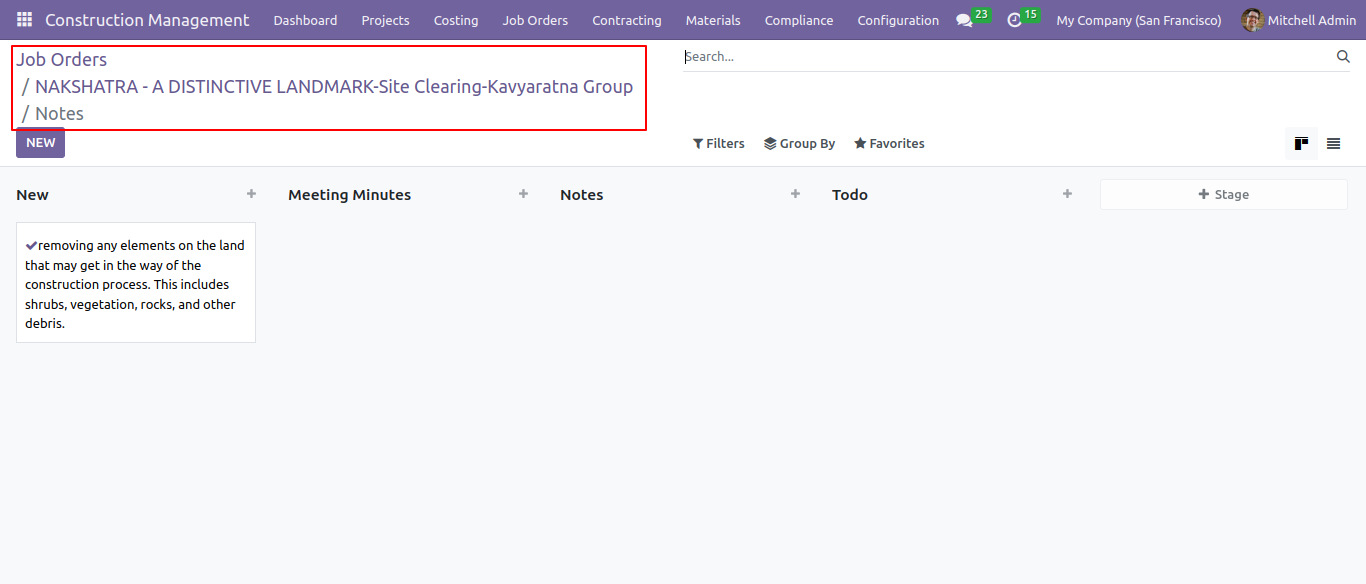 Construction Management Dashboard Projects Costing Job Orders Contracting Materials Compliance Configuration 23 15 My Company (San Francisco) Mitchell Admin
Job Orders
/ NAKSHATRA - A DISTINCTIVE LANDMARK-Site Clearing-Kavyaratna Group
/ Notes
Search...
NEW
Filters Group By Favorites
New + Meeting Minutes + Notes + Todo + + Stage
removing any elements on the land
that may get in the way of the
construction process. This includes
shrubs, vegetation, rocks, and other
debris.